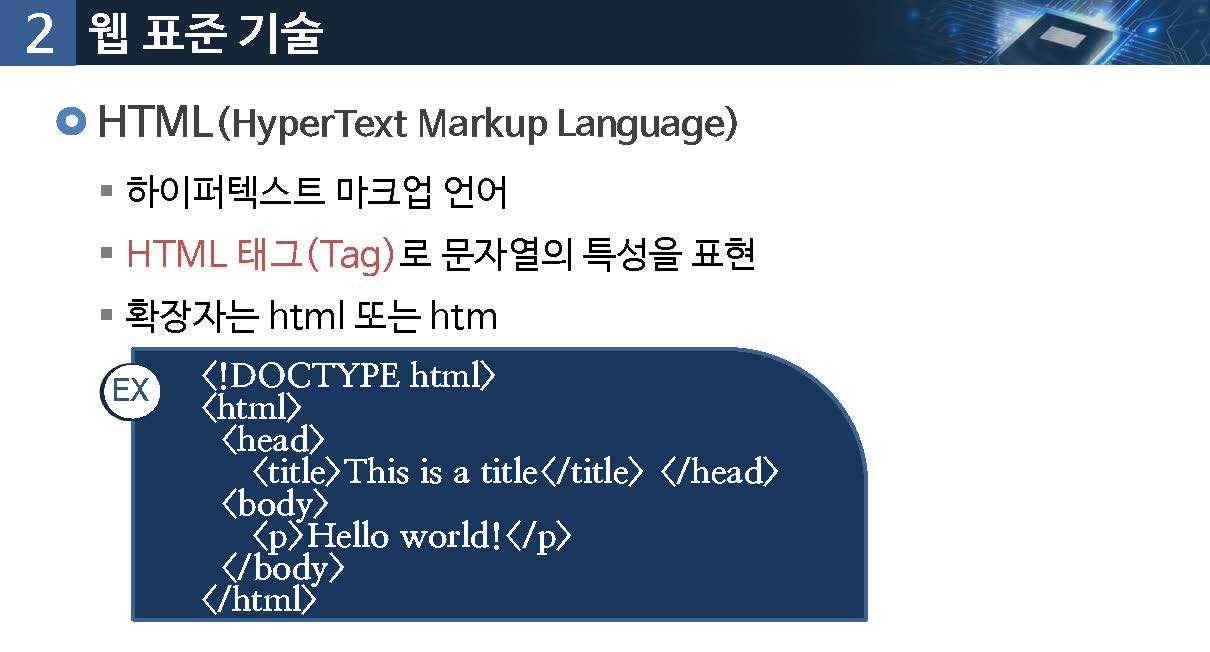 2 웹 표준 기술
HTML(HyperText Markup Language)
하이퍼텍스트 마크업 언어
HTML 태그(Tag)로 문자열의 특성을 표현
확장자는 html 또는 htm
EX
<!DOCTYPE html>
<html>
<head>
<title>This is a title</title> </head>
<body>
<p>Hello world!</p>
</body>
</html>